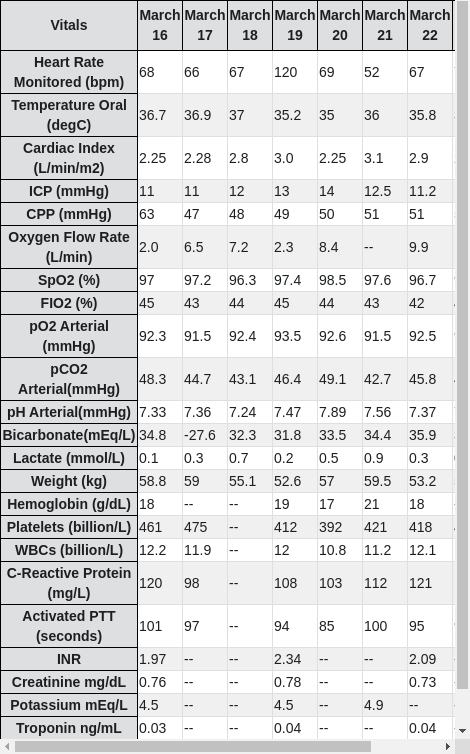 Vitals March 16 March 17 March 18 March 19 March 20 March 21 March 22
Heart Rate Monitored (bpm) 68 66 67 120 69 52 67
Temperature Oral (degC) 36.7 36.9 37 35.2 35 36 35.8
Cardiac Index (L/min/m2) 2.25 2.28 2.8 3.0 2.25 3.1 2.9
ICP (mmHg) 11 11 12 13 14 12.5 11.2
CPP (mmHg) 63 47 48 49 50 51 51
Oxygen Flow Rate (L/min) 2.0 6.5 7.2 2.3 8.4 -- 9.9
SpO2 (%) 97 97.2 96.3 97.4 98.5 97.6 96.7
FIO2 (%) 45 43 44 45 44 43 42
pO2 Arterial (mmHg) 92.3 91.5 92.4 93.5 92.6 91.5 92.5
pCO2 Arterial(mmHg) 48.3 44.7 43.1 46.4 49.1 42.7 45.8
pH Arterial(mmHg) 7.33 7.36 7.24 7.47 7.89 7.56 7.37
Bicarbonate(mEq/L) 34.8 -27.6 32.3 31.8 33.5 34.4 35.9
Lactate (mmol/L) 0.1 0.3 0.7 0.2 0.5 0.9 0.3
Weight (kg) 58.8 59 55.1 52.6 57 59.5 53.2
Hemoglobin (g/dL) 18 -- -- 19 17 21 18
Platelets (billion/L) 461 475 -- 412 392 421 418
WBCs (billion/L) 12.2 11.9 -- 12 10.8 11.2 12.1
C-Reactive Protein (mg/L) 120 98 -- 108 103 112 121
Activated PTT (seconds) 101 97 -- 94 85 100 95
INR 1.97 -- -- 2.34 -- -- 2.09
Creatinine mg/dL 0.76 -- -- 0.78 -- -- 0.73
Potassium mEq/L 4.5 -- -- 4.5 -- 4.9 --
Troponin ng/mL 0.03 -- -- 0.04 -- -- 0.04